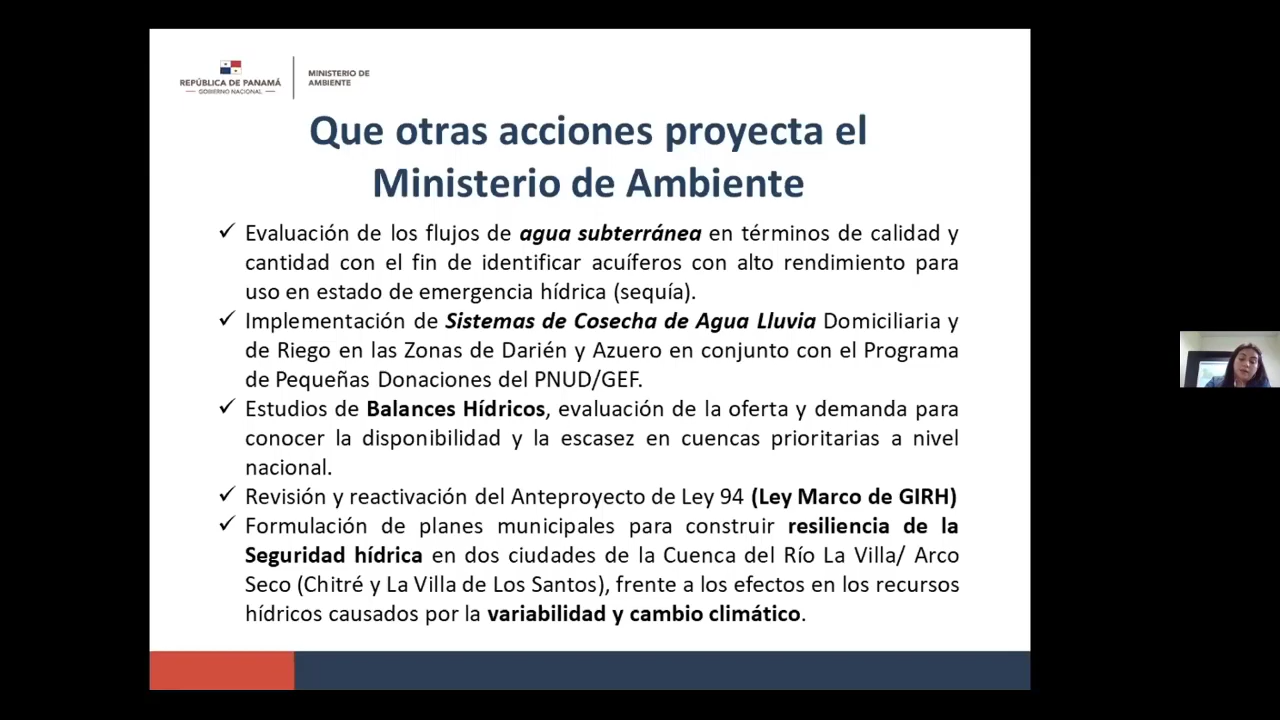 REPÚBLICA DE PANAMÁ
— GOBIERNO NACIONAL —
MINISTERIO DE
AMBIENTE
Que otras acciones proyecta el
Ministerio de Ambiente
✓ Evaluación de los flujos de agua subterránea en términos de calidad y
cantidad con el fin de identificar acuíferos con alto rendimiento para
uso en estado de emergencia hídrica (sequía).
✓ Implementación de Sistemas de Cosecha de Agua Lluvia Domiciliaria y
de Riego en las Zonas de Darién y Azuero en conjunto con el Programa
de Pequeñas Donaciones del PNUD/GEF.
✓ Estudios de Balances Hídricos, evaluación de la oferta y demanda para
conocer la disponibilidad y la escasez en cuencas prioritarias a nivel
nacional.
✓ Revisión y reactivación del Anteproyecto de Ley 94 (Ley Marco de GIRH)
✓ Formulación de planes municipales para construir resiliencia de la
Seguridad hídrica en dos ciudades de la Cuenca del Río La Villa/ Arco
Seco (Chitré y La Villa de Los Santos), frente a los efectos en los recursos
hídricos causados por la variabilidad y cambio climático.